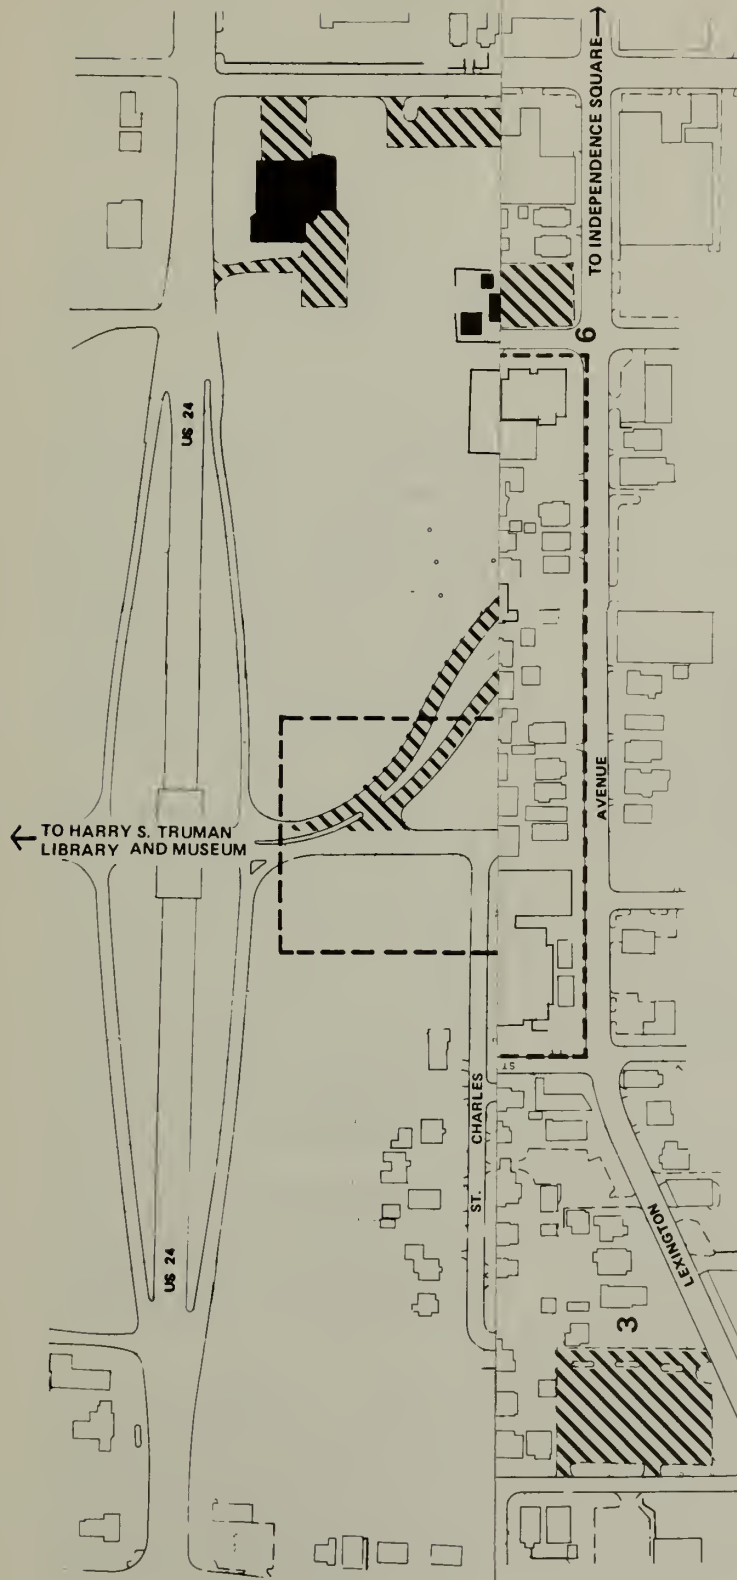 TO INDEPENDENCE SQUARE
US 24
6
TO HARRY S. TRUMAN
LIBRARY AND MUSEUM
AVENUE
ST
ST. CHARLES
US 24
LEXINGTON
3